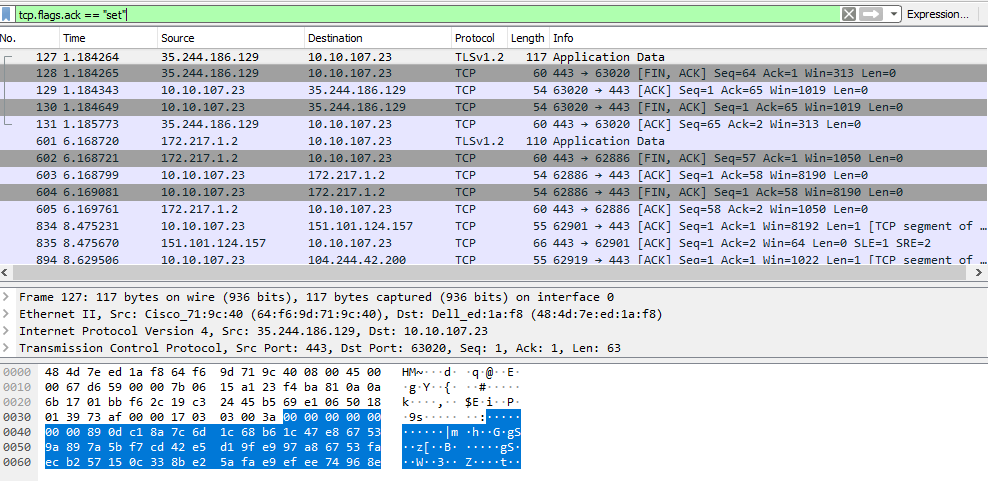 tcp.flags.ack == "set"
Expression...
No. Time Source Destination Protocol Length Info
127 1.184264 35.244.186.129 10.10.107.23 TLSv1.2 117 Application Data
128 1.184265 35.244.186.129 10.10.107.23 TCP 60 443 → 63020 [FIN, ACK] Seq=64 Ack=1 Win=313 Len=0
129 1.184343 10.10.107.23 35.244.186.129 TCP 54 63020 → 443 [ACK] Seq=1 Ack=65 Win=1019 Len=0
130 1.184649 10.10.107.23 35.244.186.129 TCP 54 63020 → 443 [FIN, ACK] Seq=1 Ack=65 Win=1019 Len=0
131 1.185773 35.244.186.129 10.10.107.23 TCP 60 443 → 63020 [ACK] Seq=65 Ack=2 Win=313 Len=0
601 6.168720 172.217.1.2 10.10.107.23 TLSv1.2 110 Application Data
602 6.168721 172.217.1.2 10.10.107.23 TCP 60 443 → 62886 [FIN, ACK] Seq=57 Ack=1 Win=1050 Len=0
603 6.168799 10.10.107.23 172.217.1.2 TCP 54 62886 → 443 [ACK] Seq=1 Ack=58 Win=8190 Len=0
604 6.169081 10.10.107.23 172.217.1.2 TCP 54 62886 → 443 [FIN, ACK] Seq=1 Ack=58 Win=8190 Len=0
605 6.169761 172.217.1.2 10.10.107.23 TCP 60 443 → 62886 [ACK] Seq=58 Ack=2 Win=1050 Len=0
834 8.475231 10.10.107.23 151.101.124.157 TCP 55 62901 → 443 [ACK] Seq=1 Ack=1 Win=8192 Len=1 [TCP segment of …
835 8.475670 151.101.124.157 10.10.107.23 TCP 66 443 → 62901 [ACK] Seq=1 Ack=2 Win=64 Len=0 SLE=1 SRE=2
894 8.629506 10.10.107.23 104.244.42.200 TCP 55 62919 → 443 [ACK] Seq=1 Ack=1 Win=1022 Len=1 [TCP segment of …
Frame 127: 117 bytes on wire (936 bits), 117 bytes captured (936 bits) on interface 0
Ethernet II, Src: Cisco_71:9c:40 (64:f6:9d:71:9c:40), Dst: Dell_ed:1a:f8 (48:4d:7e:ed:1a:f8)
Internet Protocol Version 4, Src: 35.244.186.129, Dst: 10.10.107.23
Transmission Control Protocol, Src Port: 443, Dst Port: 63020, Seq: 1, Ack: 1, Len: 63
0000 48 4d 7e ed 1a f8 64 f6 9d 71 9c 40 08 00 45 00 HM~···d· ·q·@··E·
0010 00 67 d6 59 00 00 7b 06 15 a1 23 f4 ba 81 0a 0a ·g·Y··{· ··#·····
0020 6b 17 01 bb f6 2c 19 c3 24 45 b5 69 e1 06 50 18 k····,·· $E·i··P·
0030 01 39 73 af 00 00 17 03 03 00 3a 00 00 00 00 00 ·9s····· ··:·····
0040 00 00 89 0d c1 8a 7c 6d 1c 68 b6 1c 47 e8 67 53 ······|m ·h··G·gS
0050 9a 89 7a 5b f7 cd 42 e5 d1 9f e9 97 a8 67 53 fa ··z[··B· ·····gS·
0060 ec b2 57 15 0c 33 8b e2 5a fa e9 ef ee 74 96 8e ··W··3·· Z····t··